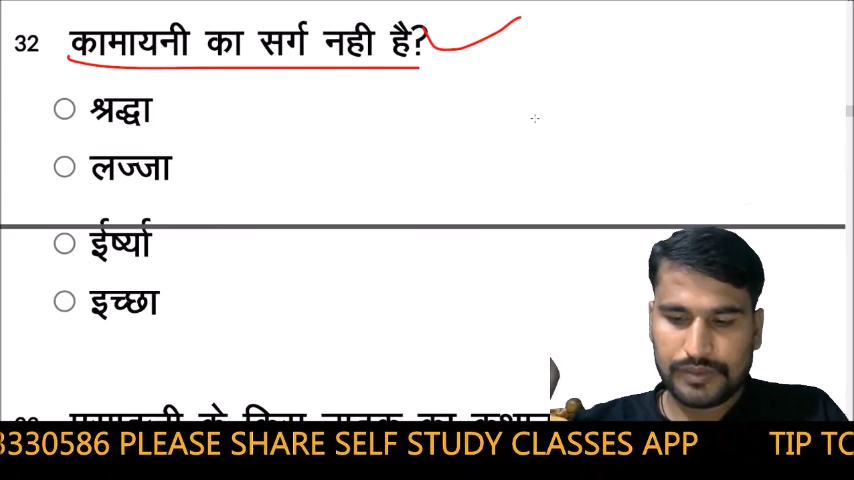 32 कामायनी का सर्ग नही है?
श्रद्धा
लज्जा
ईर्ष्या
इच्छा
3330586 PLEASE SHARE SELF STUDY CLASSES APP TIP TO